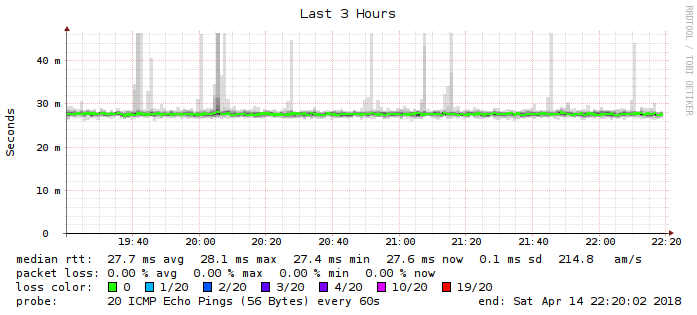 Last 3 Hours
RRDTOOL / TOBI OETIKER
Seconds
40 m
30 m
20 m
10 m
0
19:40 20:00 20:20 20:40 21:00 21:20 21:40 22:00 22:20
median rtt: 27.7 ms avg 28.1 ms max 27.4 ms min 27.6 ms now 0.1 ms sd 214.8 am/s
packet loss: 0.00 % avg 0.00 % max 0.00 % min 0.00 % now
loss color: 0 1/20 2/20 3/20 4/20 10/20 19/20
probe: 20 ICMP Echo Pings (56 Bytes) every 60s end: Sat Apr 14 22:20:02 2018